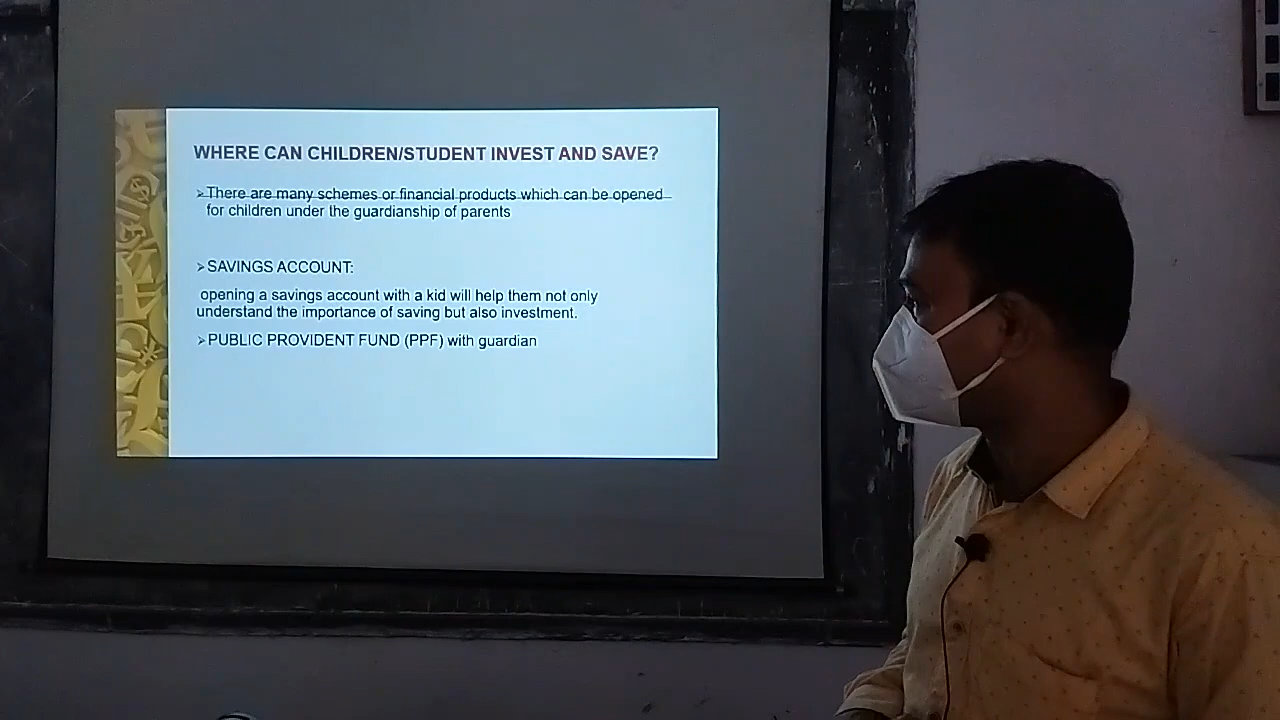 WHERE CAN CHILDREN/STUDENT INVEST AND SAVE?
➢There are many schemes or financial products which can be opened
for children under the guardianship of parents
➢SAVINGS ACCOUNT:
opening a savings account with a kid will help them not only
understand the importance of saving but also investment.
➢PUBLIC PROVIDENT FUND (PPF) with guardian